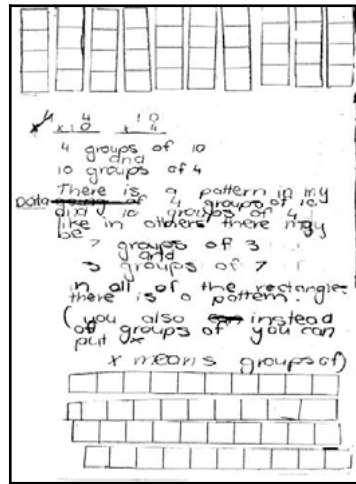 4 10
x10 x 4
4 groups of 10
and
10 groups of 4
There is a pattern in my
data of 4 groups of 10
and 10 groups of 4
like in others there may
be
7 groups of 3
and
3 groups of 7
in all of the rectangles
there is a pattern.
(you also instead
of groups of you can
put x
x means groups of)